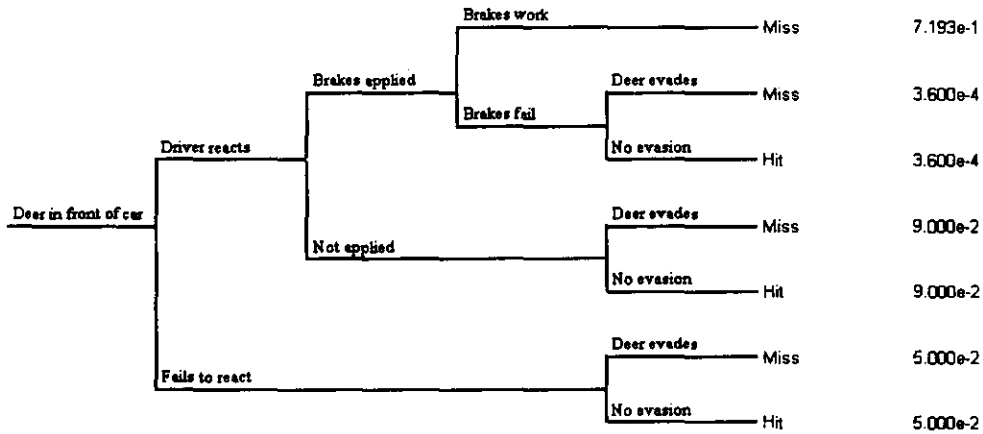 Brakes work
Miss 7.193e-1
Brakes applied
Deer evades
Miss 3.600e-4
Brakes fail
Driver reacts
No evasion
Hit 3.600e-4
Deer in front of car
Deer evades
Miss 9.000e-2
Not applied
No evasion
Hit 9.000e-2
Deer evades
Miss 5.000e-2
Fails to react
No evasion
Hit 5.000e-2